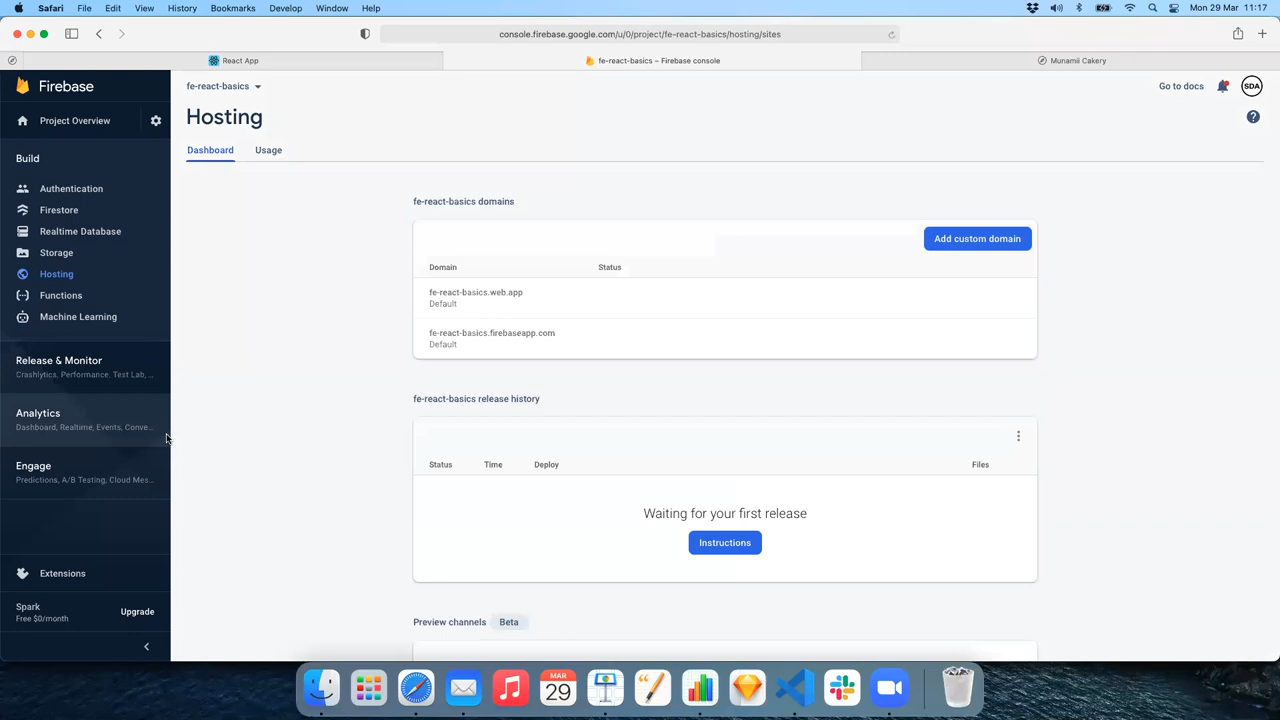 Safari File Edit View History Bookmarks Develop Window Help
Mon 29 Mar 11:17
console.firebase.google.com/u/0/project/fe-react-basics/hosting/sites
React App
fe-react-basics – Firebase console
Munamii Cakery
Firebase
fe-react-basics
Go to docs
SDA
Project Overview
Hosting
?
Build
Dashboard
Usage
Authentication
Firestore
Realtime Database
Storage
Hosting
Functions
Machine Learning
Release & Monitor
Crashlytics, Performance, Test Lab, ...
Analytics
Dashboard, Realtime, Events, Conve...
Engage
Predictions, A/B Testing, Cloud Mes...
Extensions
Spark
Free $0/month
Upgrade
fe-react-basics domains
Add custom domain
Domain Status
fe-react-basics.web.app
Default
fe-react-basics.firebaseapp.com
Default
fe-react-basics release history
Status Time Deploy Files
Waiting for your first release
Instructions
Preview channels Beta
MAR
29